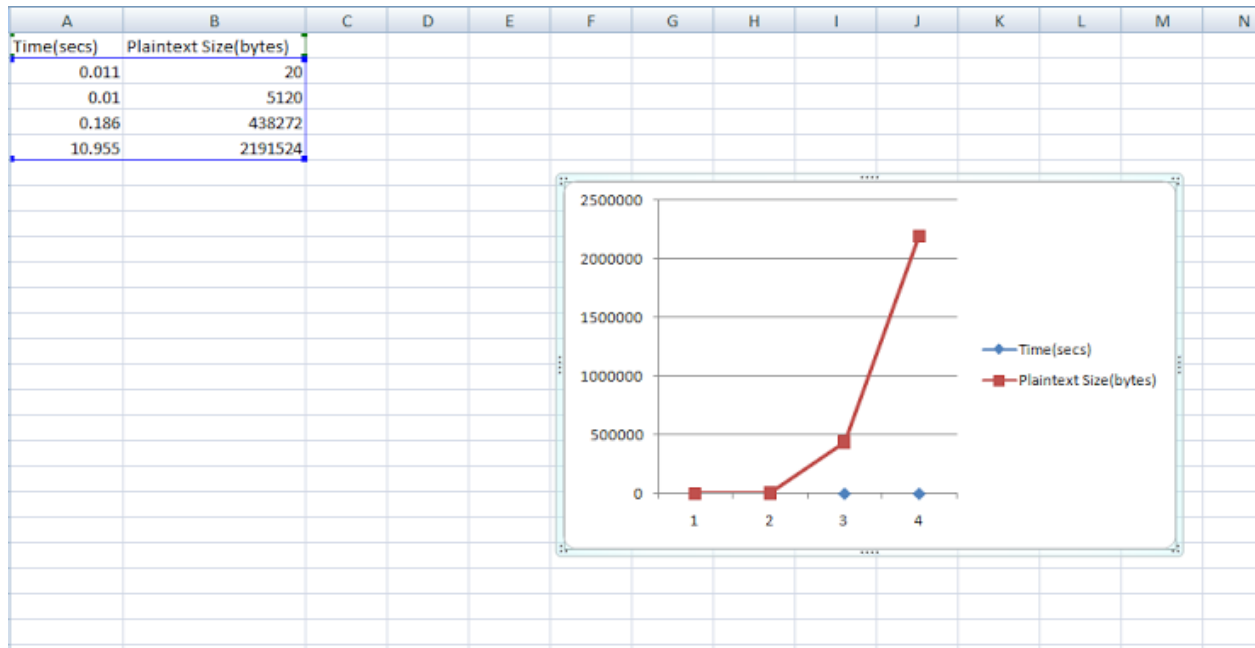 A B C D E F G H I J K L M N
Time(secs) Plaintext Size(bytes)
0.011 20
0.01 5120
0.186 438272
10.955 2191524
2500000
2000000
1500000
1000000
500000
0
1 2 3 4
Time(secs)
Plaintext Size(bytes)